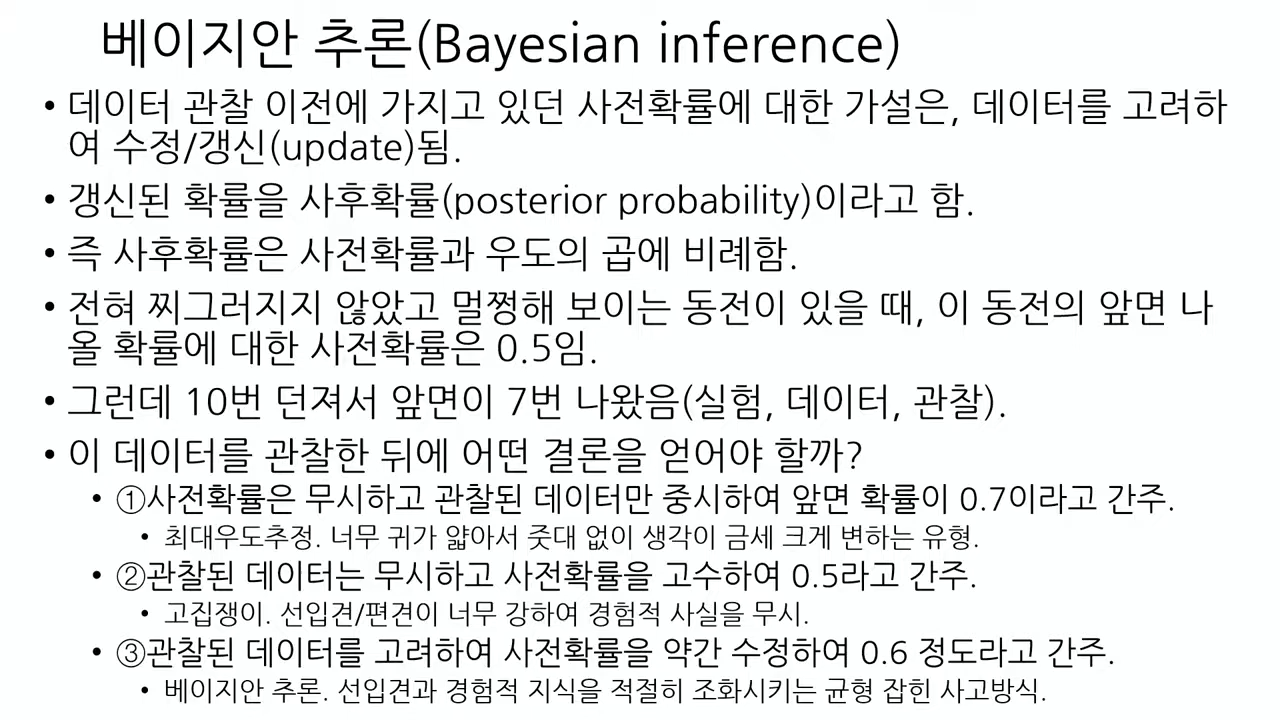 베이지안 추론(Bayesian inference)
• 데이터 관찰 이전에 가지고 있던 사전확률에 대한 가설은, 데이터를 고려하
여 수정/갱신(update)됨.
• 갱신된 확률을 사후확률(posterior probability)이라고 함.
• 즉 사후확률은 사전확률과 우도의 곱에 비례함.
• 전혀 찌그러지지 않았고 멀쩡해 보이는 동전이 있을 때, 이 동전의 앞면 나
올 확률에 대한 사전확률은 0.5임.
• 그런데 10번 던져서 앞면이 7번 나왔음(실험, 데이터, 관찰).
• 이 데이터를 관찰한 뒤에 어떤 결론을 얻어야 할까?
• ①사전확률은 무시하고 관찰된 데이터만 중시하여 앞면 확률이 0.7이라고 간주.
• 최대우도추정. 너무 귀가 얇아서 줏대 없이 생각이 금세 크게 변하는 유형.
• ②관찰된 데이터는 무시하고 사전확률을 고수하여 0.5라고 간주.
• 고집쟁이. 선입견/편견이 너무 강하여 경험적 사실을 무시.
• ③관찰된 데이터를 고려하여 사전확률을 약간 수정하여 0.6 정도라고 간주.
• 베이지안 추론. 선입견과 경험적 지식을 적절히 조화시키는 균형 잡힌 사고방식.